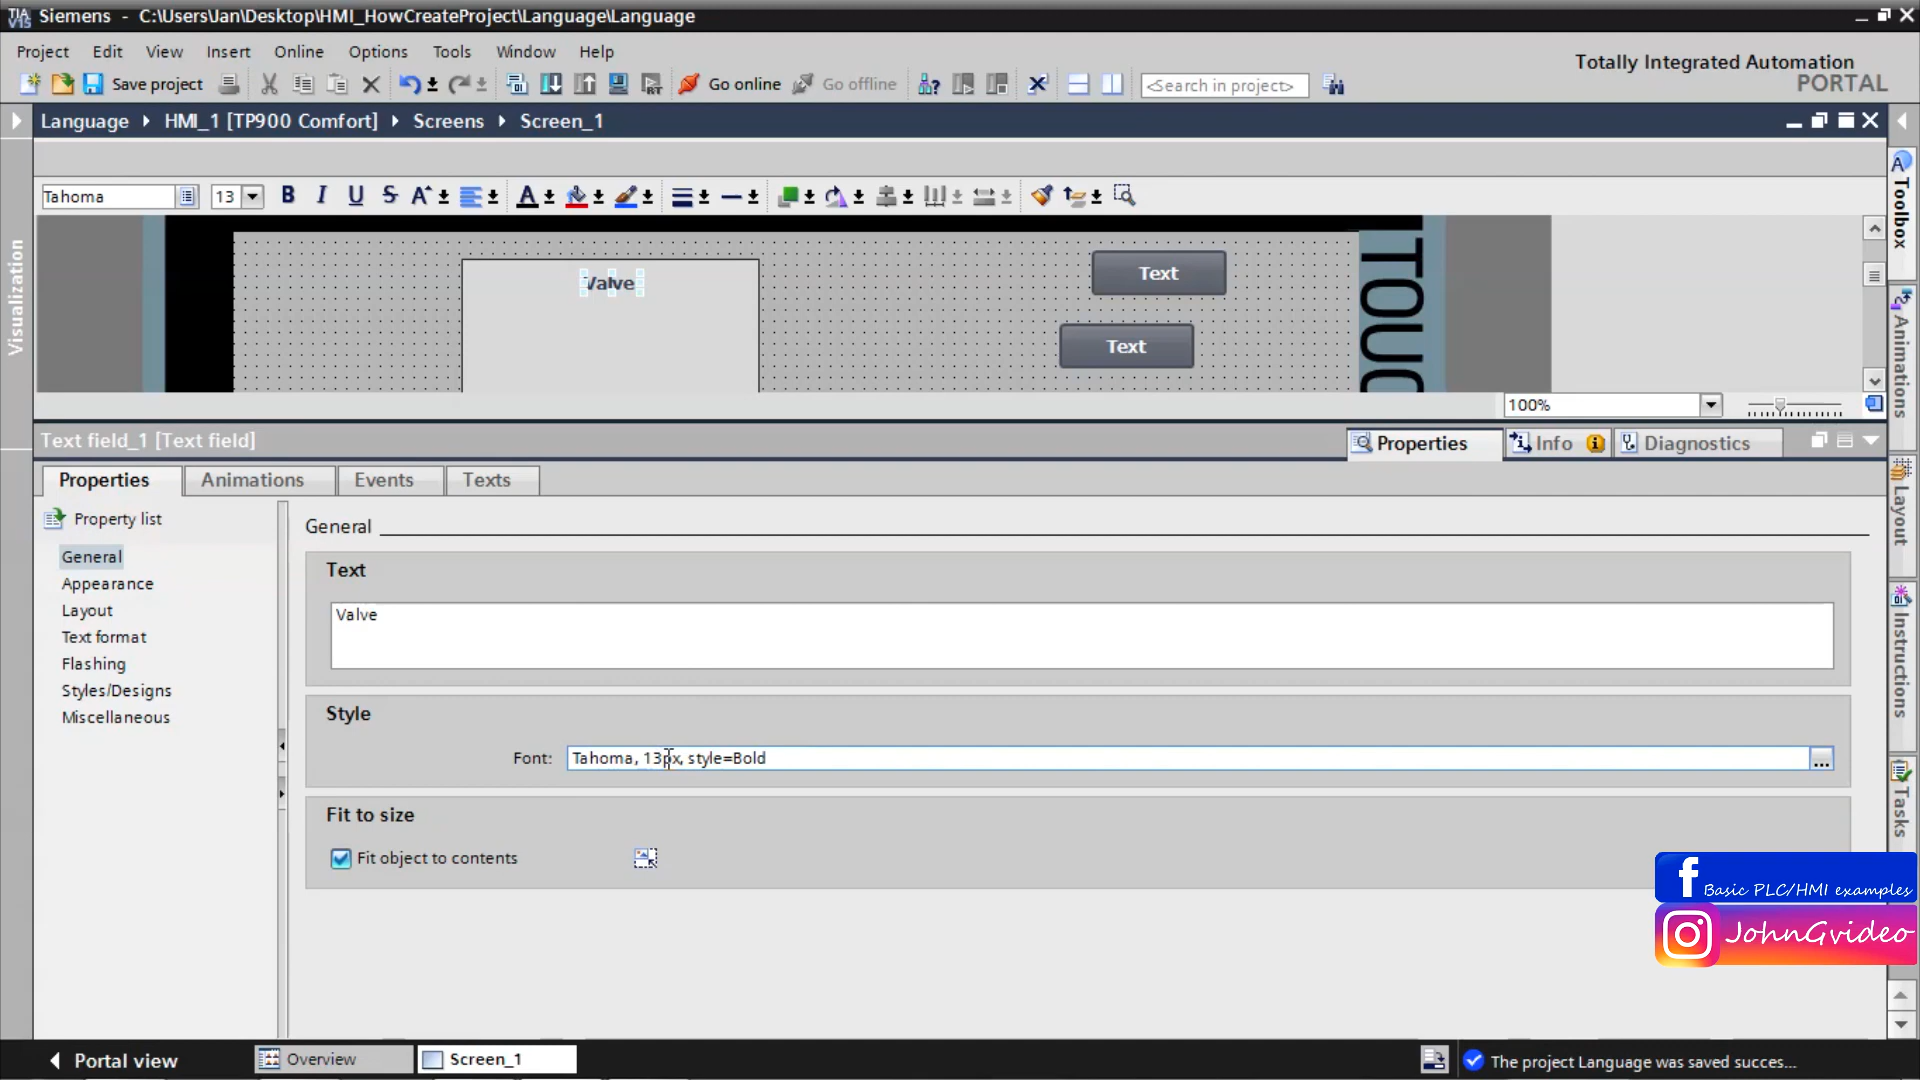 Siemens - C:\Users\Jan\Desktop\HMI_HowCreateProject\Language\Language
Project Edit View Insert Online Options Tools Window Help
Totally Integrated Automation
PORTAL
Save project
Go online
Go offline
<Search in project>
Language HMI_1 [TP900 Comfort] Screens Screen_1
Tahoma
13
B I U S
Visualization
Valve
Text
Text
TOUC
100%
Toolbox
Animations
Layout
Instructions
Tasks
Text field_1 [Text field]
Properties
Info
Diagnostics
Properties Animations Events Texts
Property list
General
Appearance
Layout
Text format
Flashing
Styles/Designs
Miscellaneous
General
Text
Valve
Style
Font: Tahoma, 13px, style=Bold
...
Fit to size
Fit object to contents
Basic PLC/HMI examples
JohnGvideo
Portal view
Overview
Screen_1
The project Language was saved succes...